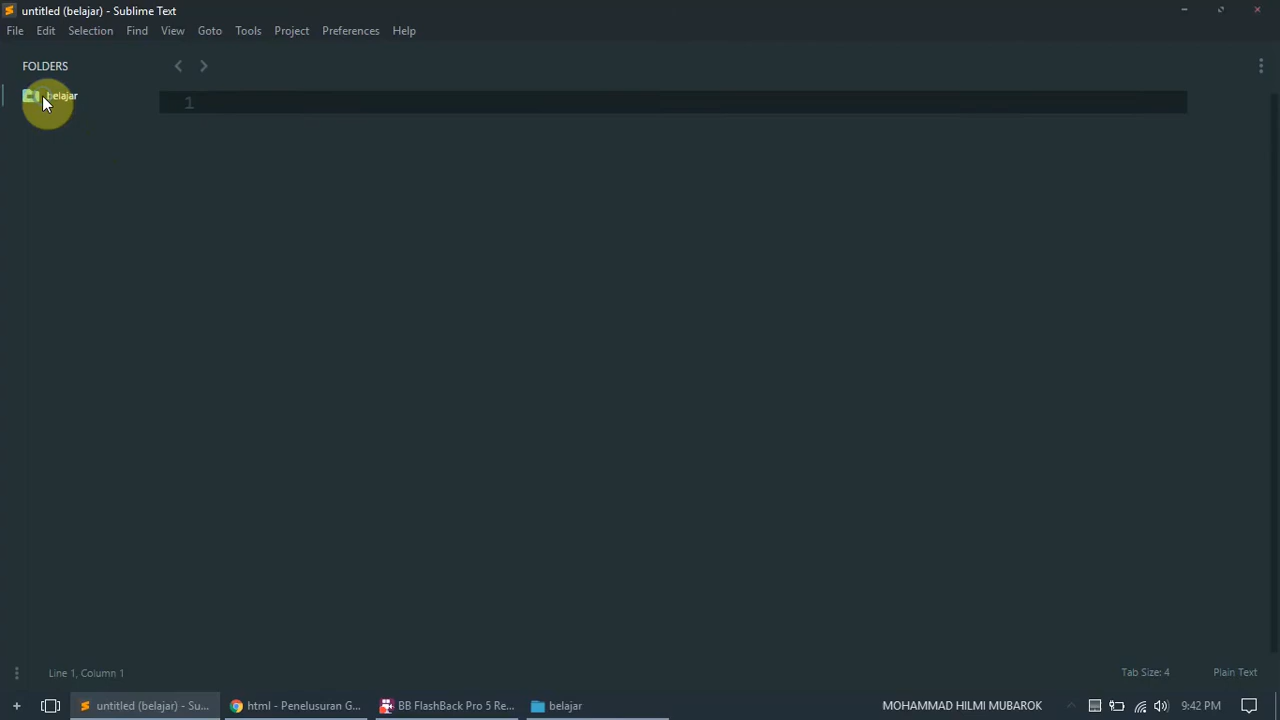 untitled (belajar) - Sublime Text
File Edit Selection Find View Goto Tools Project Preferences Help
FOLDERS
belajar
1
Line 1, Column 1
Tab Size: 4
Plain Text
untitled (belajar) - Su...
html - Penelusuran G...
BB FlashBack Pro 5 Re...
belajar
MOHAMMAD HILMI MUBAROK
9:42 PM